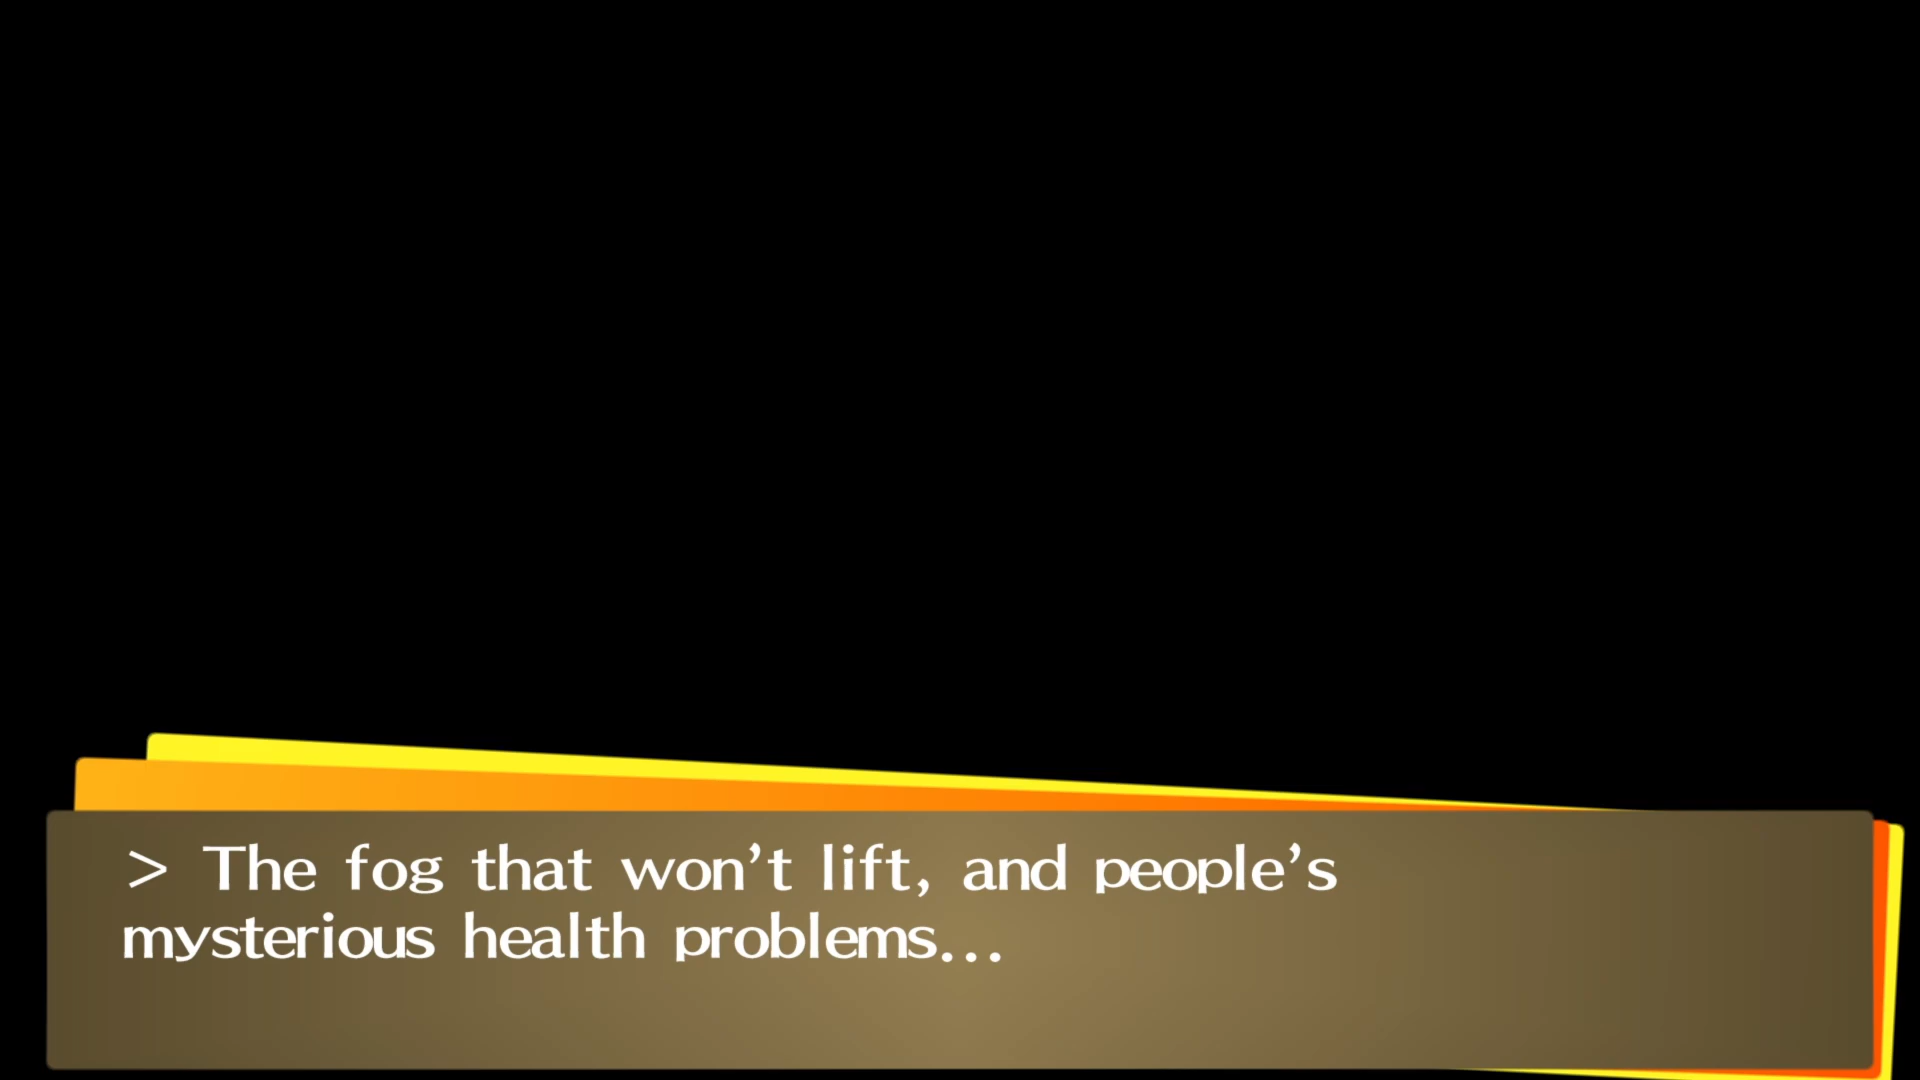 > The fog that won’t lift, and people’s
mysterious health problems...